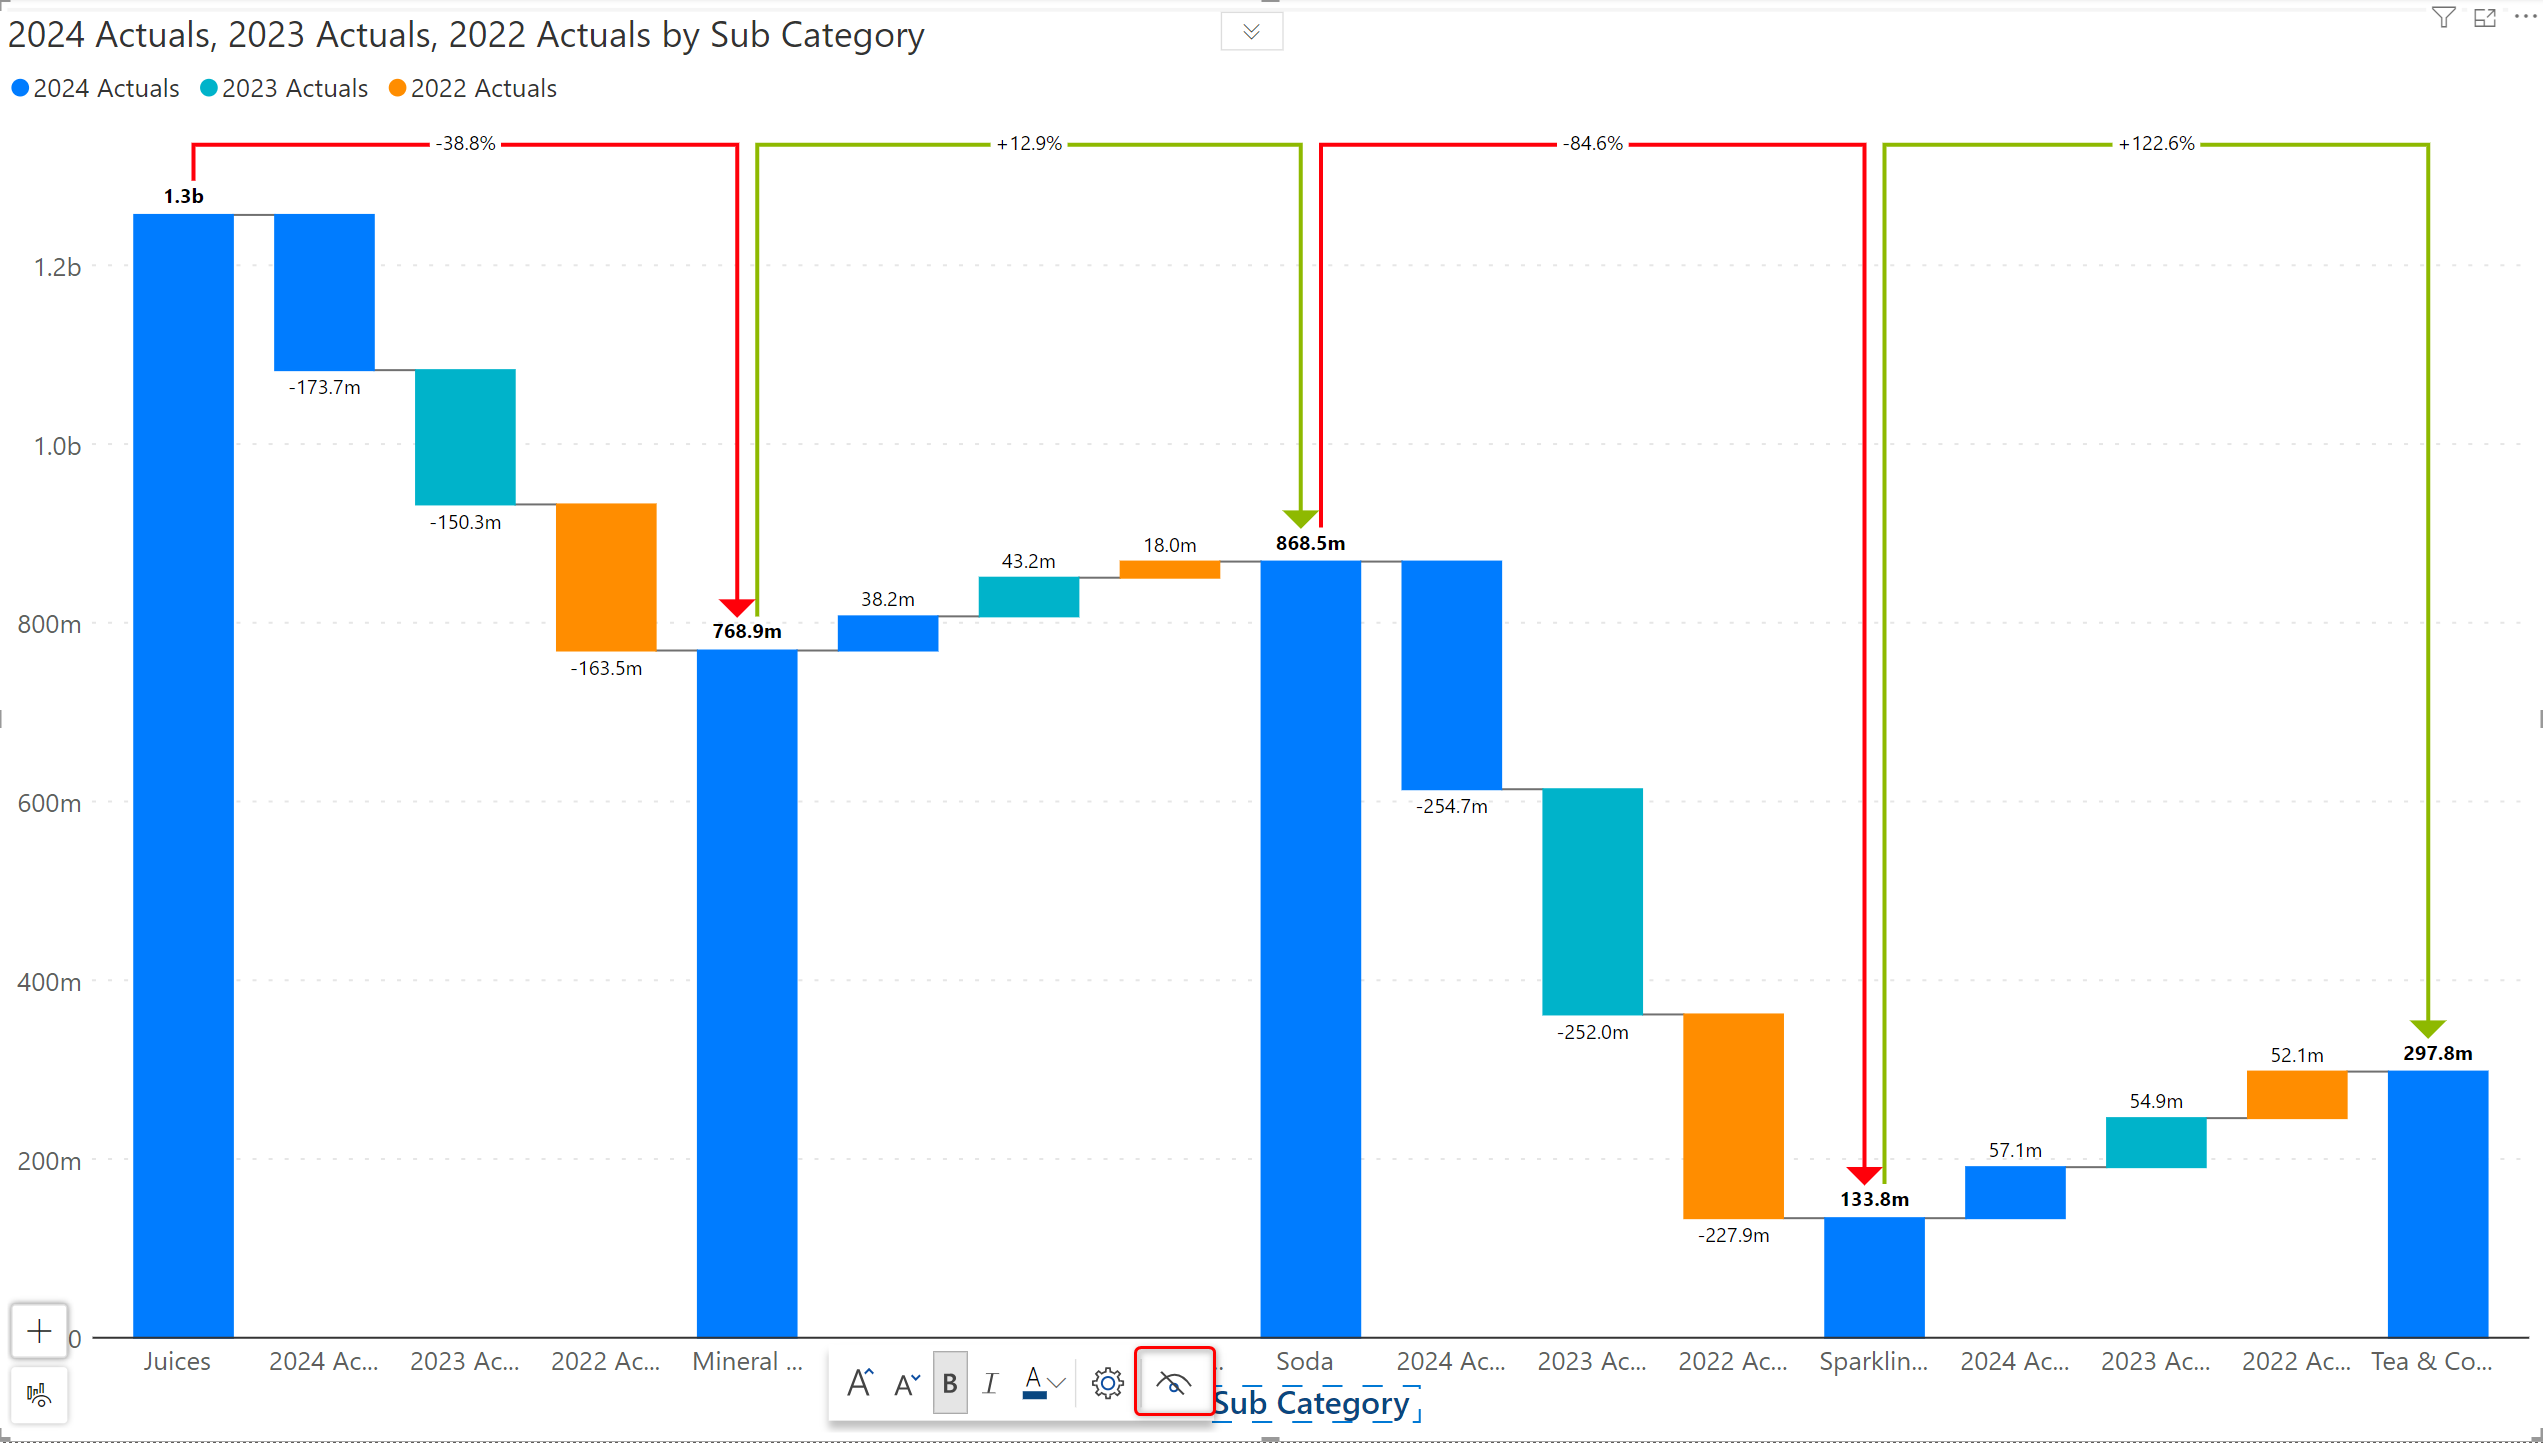 2024 Actuals, 2023 Actuals, 2022 Actuals by Sub Category
2024 Actuals 2023 Actuals 2022 Actuals
-38.8% +12.9% -84.6% +122.6%
1.3b
1.2b
-173.7m
1.0b
-150.3m
868.5m
18.0m
43.2m
38.2m
800m
768.9m
-163.5m
600m
-254.7m
400m
-252.0m
297.8m
52.1m
54.9m
57.1m
200m
133.8m
-227.9m
0
Juices 2024 Ac... 2023 Ac... 2022 Ac... Mineral ... Soda 2024 Ac... 2023 Ac... 2022 Ac... Sparklin... 2024 Ac... 2023 Ac... 2022 Ac... Tea & Co...
A A B I A
Sub Category